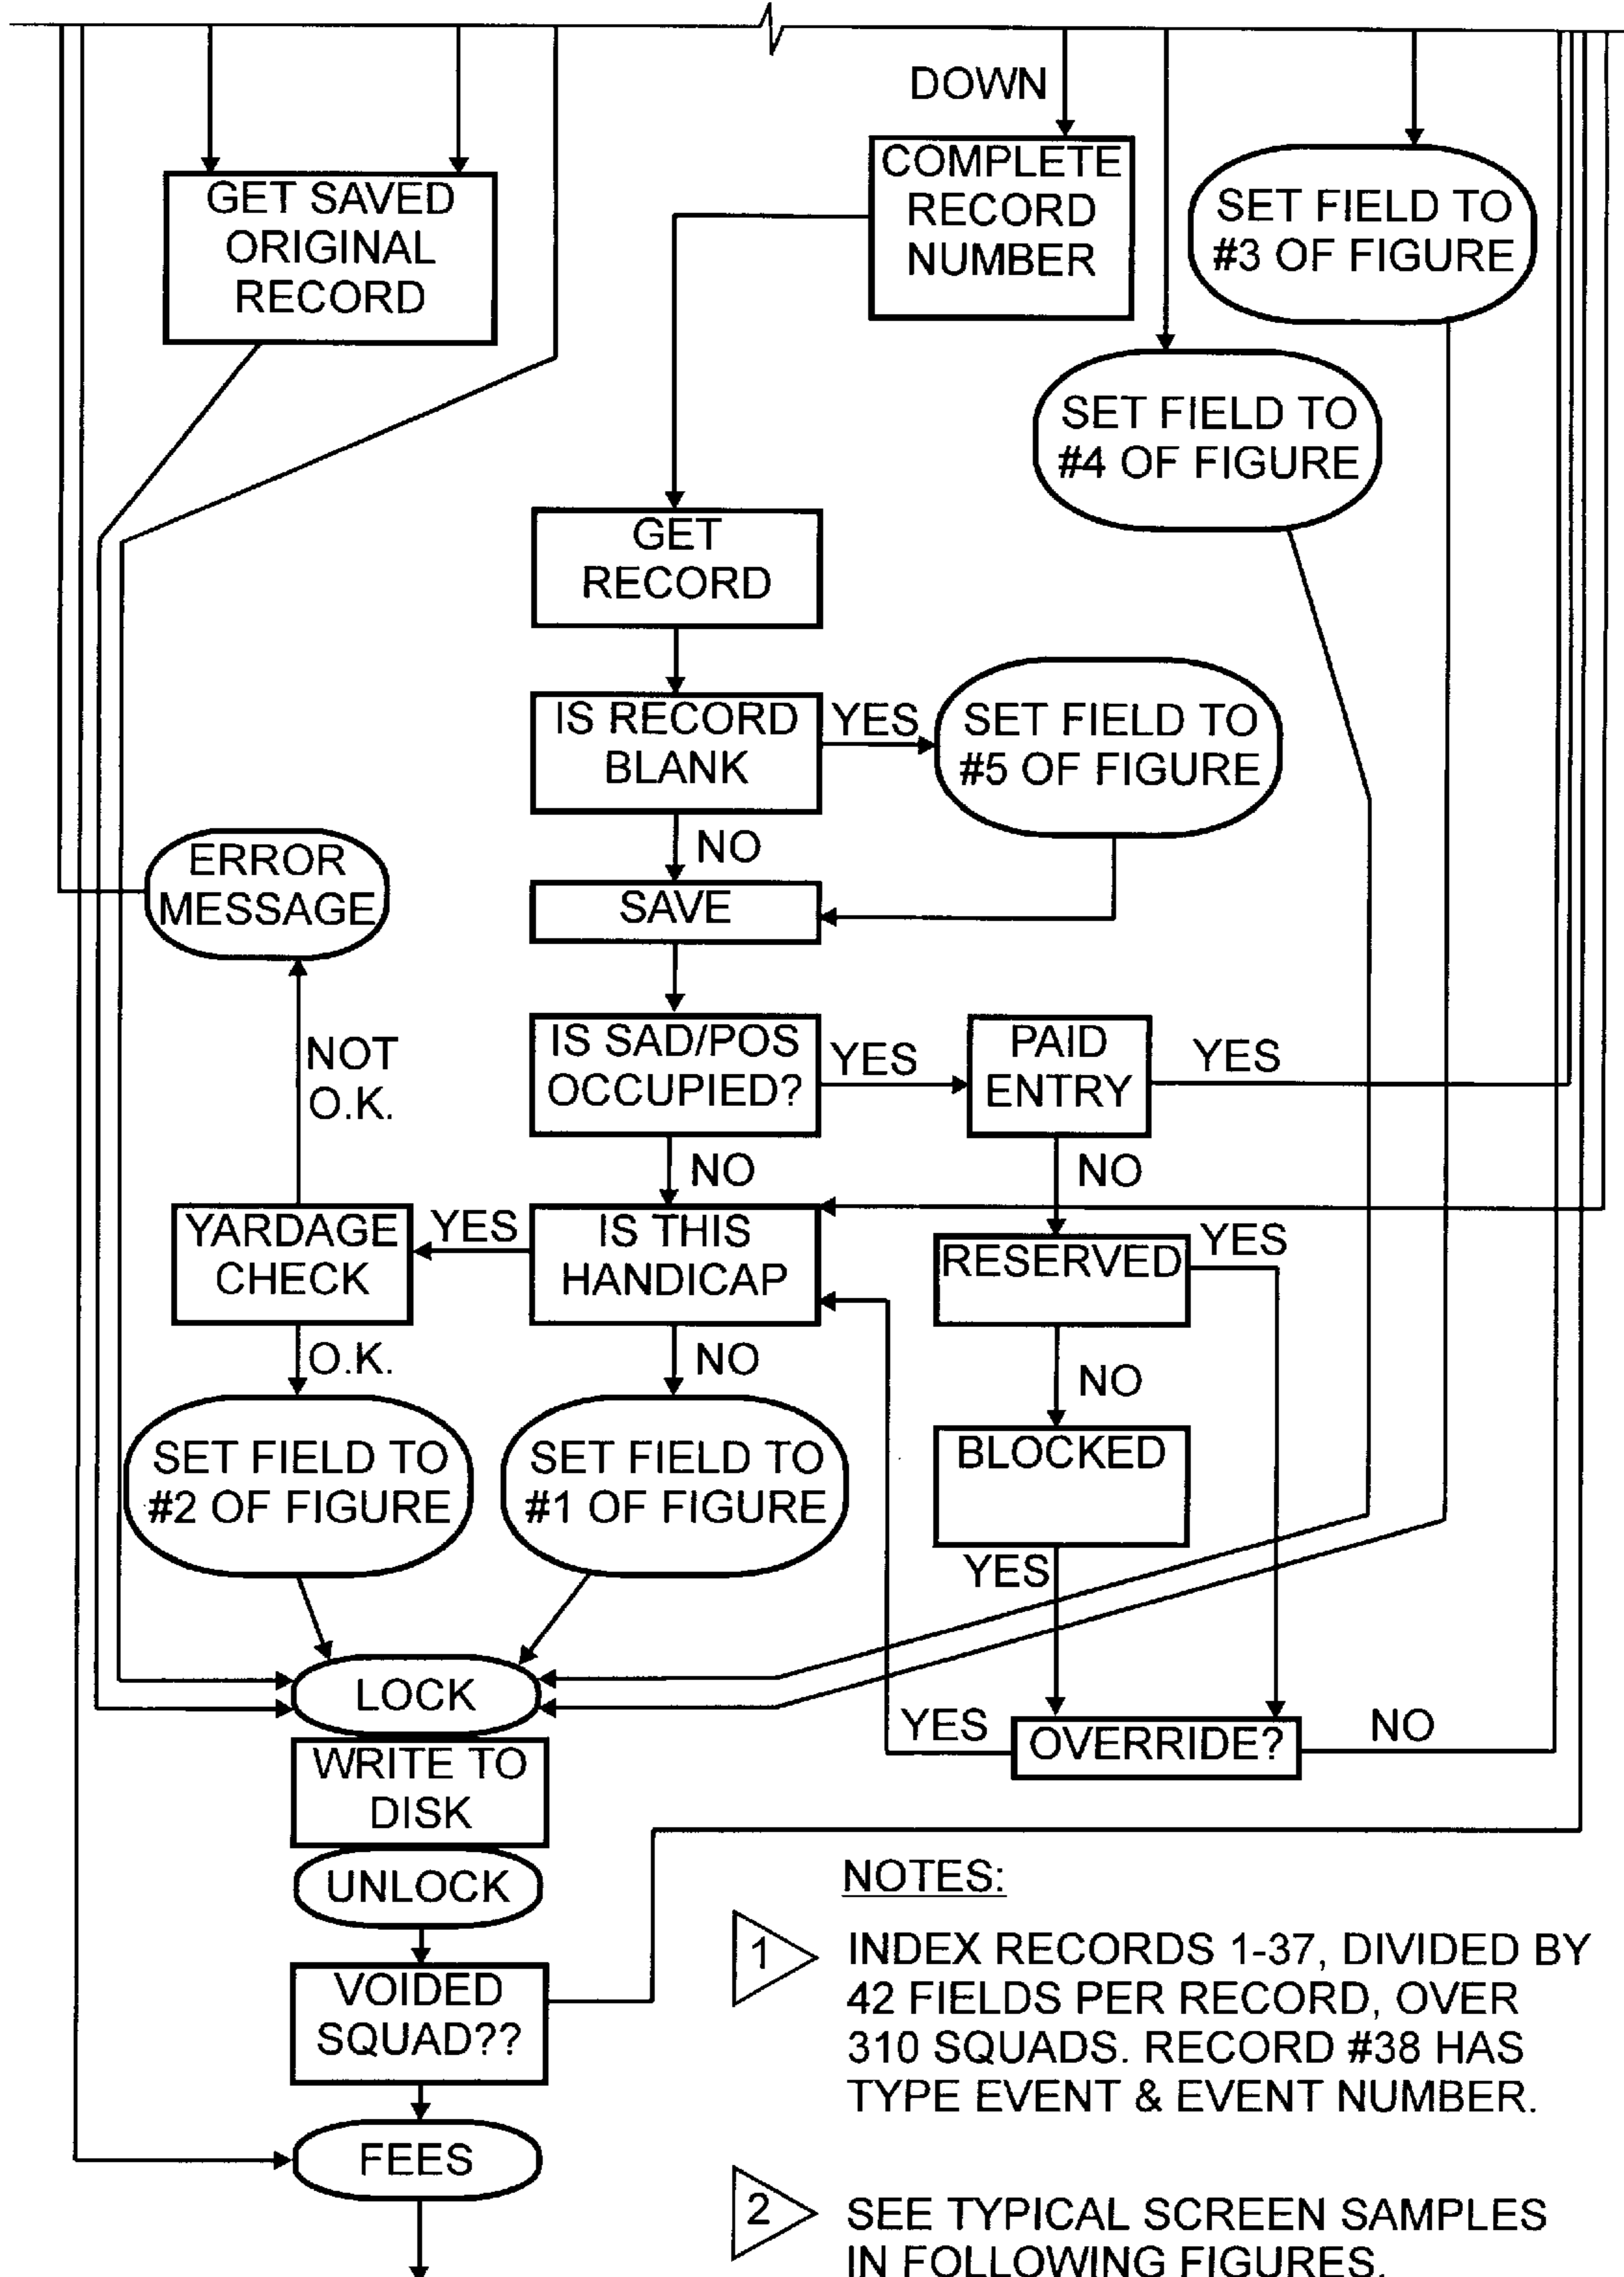 DOWN
COMPLETE
RECORD
NUMBER
GET SAVED
ORIGINAL
RECORD
SET FIELD TO
#3 OF FIGURE
SET FIELD TO
#4 OF FIGURE
GET
RECORD
IS RECORD
BLANK
YES
SET FIELD TO
#5 OF FIGURE
NO
ERROR
MESSAGE
SAVE
NOT
O.K.
IS SAD/POS
OCCUPIED?
YES
PAID
ENTRY
YES
NO
NO
YARDAGE
CHECK
YES
IS THIS
HANDICAP
RESERVED
YES
O.K.
NO
NO
SET FIELD TO
#2 OF FIGURE
SET FIELD TO
#1 OF FIGURE
BLOCKED
YES
LOCK
YES
OVERRIDE?
NO
WRITE TO
DISK
UNLOCK
VOIDED
SQUAD??
FEES
NOTES:
1
INDEX RECORDS 1-37, DIVIDED BY
42 FIELDS PER RECORD, OVER
310 SQUADS. RECORD #38 HAS
TYPE EVENT & EVENT NUMBER.
2
SEE TYPICAL SCREEN SAMPLES
IN FOLLOWING FIGURES.